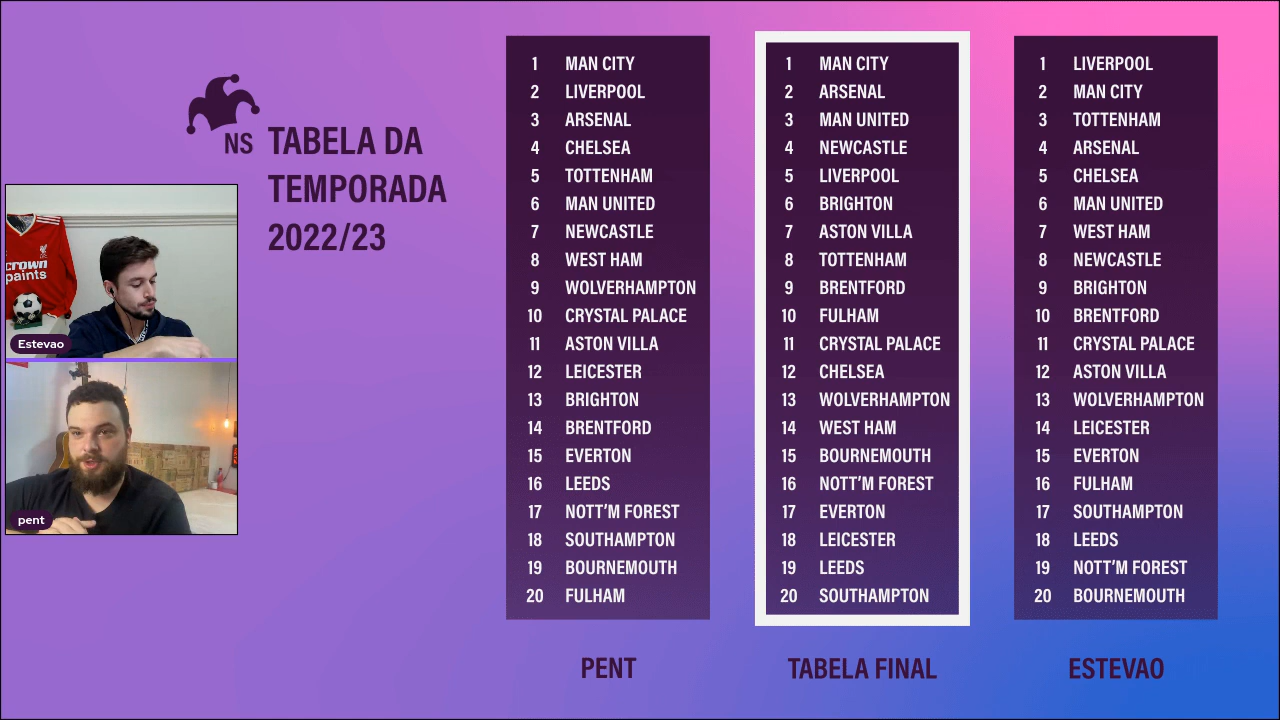 NS
TABELA DA
TEMPORADA
2022/23
crown
paints
Estevao
pent
1 MAN CITY
2 LIVERPOOL
3 ARSENAL
4 CHELSEA
5 TOTTENHAM
6 MAN UNITED
7 NEWCASTLE
8 WEST HAM
9 WOLVERHAMPTON
10 CRYSTAL PALACE
11 ASTON VILLA
12 LEICESTER
13 BRIGHTON
14 BRENTFORD
15 EVERTON
16 LEEDS
17 NOTT'M FOREST
18 SOUTHAMPTON
19 BOURNEMOUTH
20 FULHAM
PENT
1 MAN CITY
2 ARSENAL
3 MAN UNITED
4 NEWCASTLE
5 LIVERPOOL
6 BRIGHTON
7 ASTON VILLA
8 TOTTENHAM
9 BRENTFORD
10 FULHAM
11 CRYSTAL PALACE
12 CHELSEA
13 WOLVERHAMPTON
14 WEST HAM
15 BOURNEMOUTH
16 NOTT'M FOREST
17 EVERTON
18 LEICESTER
19 LEEDS
20 SOUTHAMPTON
TABELA FINAL
1 LIVERPOOL
2 MAN CITY
3 TOTTENHAM
4 ARSENAL
5 CHELSEA
6 MAN UNITED
7 WEST HAM
8 NEWCASTLE
9 BRIGHTON
10 BRENTFORD
11 CRYSTAL PALACE
12 ASTON VILLA
13 WOLVERHAMPTON
14 LEICESTER
15 EVERTON
16 FULHAM
17 SOUTHAMPTON
18 LEEDS
19 NOTT'M FOREST
20 BOURNEMOUTH
ESTEVAO